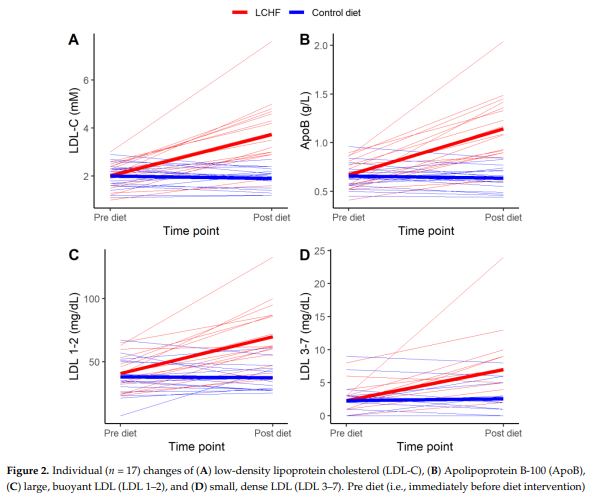 LCHF Control diet
A
LDL-C (mM)
6
4
2
Pre diet Post diet
Time point
B
ApoB (g/L)
2.0
1.5
1.0
0.5
Pre diet Post diet
Time point
C
LDL 1-2 (mg/dL)
100
50
Pre diet Post diet
Time point
D
LDL 3-7 (mg/dL)
25
20
15
10
5
0
Pre diet Post diet
Time point
Figure 2. Individual (n = 17) changes of (A) low-density lipoprotein cholesterol (LDL-C), (B) Apolipoprotein B-100 (ApoB),
(C) large, buoyant LDL (LDL 1–2), and (D) small, dense LDL (LDL 3–7). Pre diet (i.e., immediately before diet intervention)